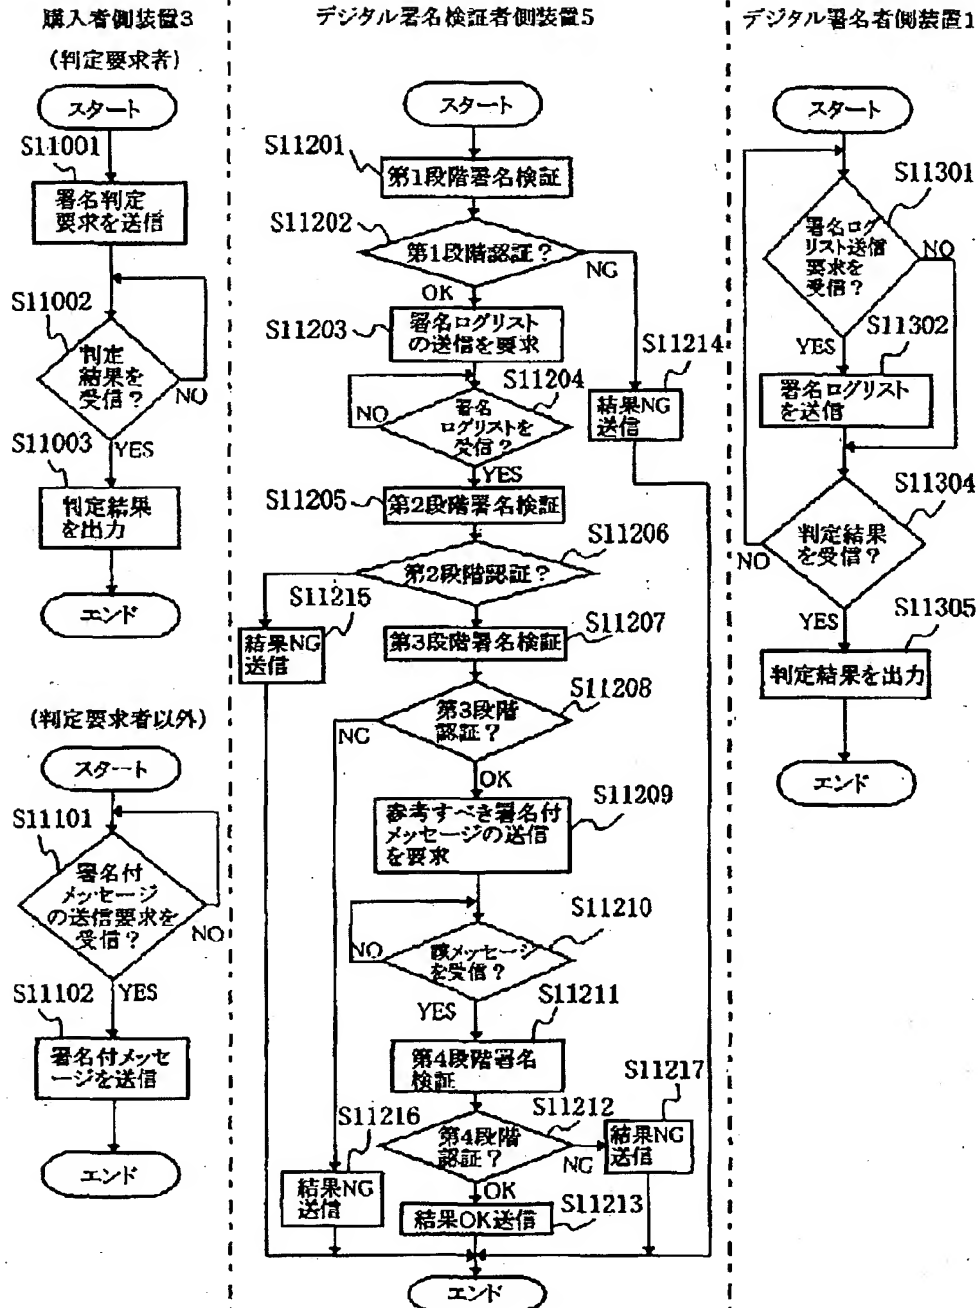 購入者側装置3
(判定要求者)
スタート
S11001
署名判定
要求を送信
S11002
判定
結果を
受信？
NO
YES
S11003
判定結果
を出力
エンド
(判定要求者以外)
スタート
S11101
署名付
メッセージ
の送信要求を
受信？
NO
YES
S11102
署名付メッセ
ージを送信
エンド
デジタル署名検証者側装置5
スタート
S11201
第1段階署名検証
S11202
第1段階認証？
NG
OK
S11203
署名ログリスト
の送信を要求
S11214
結果NG
送信
S11204
署名
ログリストを
受信？
NO
YES
S11205
第2段階署名検証
S11206
第2段階認証？
S11215
結果NG
送信
S11207
第3段階署名検証
S11208
第3段階
認証？
NG
OK
S11209
参考すべき署名付
メッセージの送信
を要求
S11210
該メッセージ
を受信？
NO
YES
S11211
第4段階署名
検証
S11212
第4段階
認証？
NG
S11217
結果NG
送信
S11216
結果NG
送信
OK
S11213
結果OK送信
エンド
デジタル署名者側装置1
スタート
S11301
署名ログ
リスト送信
要求を
受信？
NO
YES
S11302
署名ログリスト
を送信
S11304
判定結果
を受信？
NO
YES
S11305
判定結果を出力
エンド